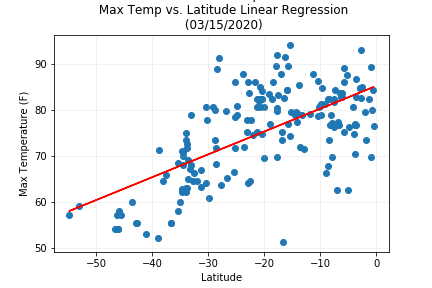 Max Temp vs. Latitude Linear Regression
(03/15/2020)
90
80
70
60
50
Max Temperature (F)
−50 −40 −30 −20 −10 0
Latitude